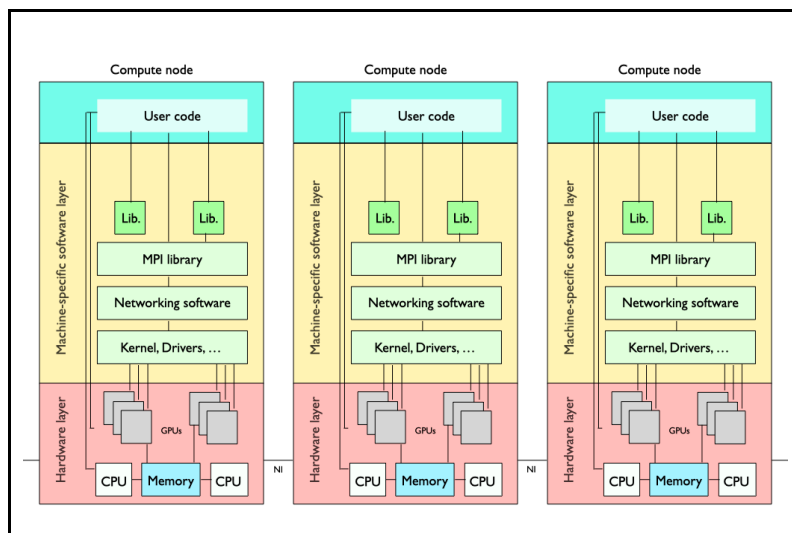 Compute node
Compute node
Compute node
User code
User code
User code
Machine-specific software layer
Lib.
Lib.
MPI library
Networking software
Kernel, Drivers, …
Machine-specific software layer
Lib.
Lib.
MPI library
Networking software
Kernel, Drivers, …
Machine-specific software layer
Lib.
Lib.
MPI library
Networking software
Kernel, Drivers, …
Hardware layer
GPUs
CPU
Memory
CPU
NI
Hardware layer
GPUs
CPU
Memory
CPU
NI
Hardware layer
GPUs
CPU
Memory
CPU